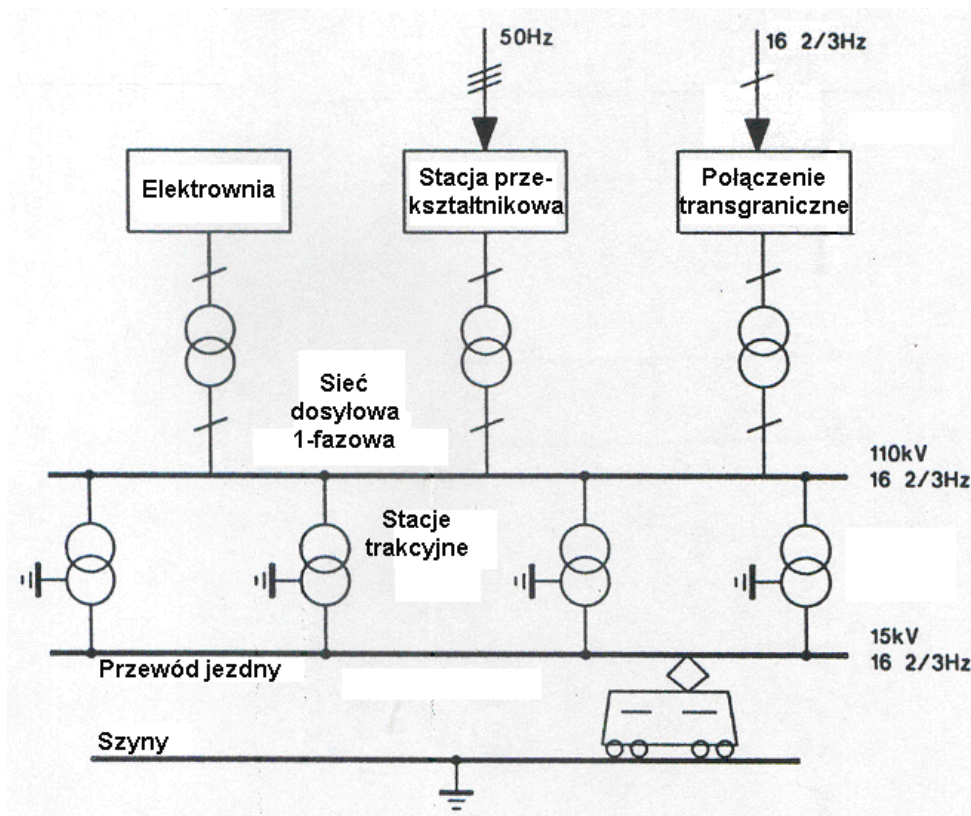 50Hz
16 2/3Hz
Elektrownia
Stacja prze-
kształtnikowa
Połączenie
transgraniczne
Sieć
dosyłowa
1-fazowa
110kV
16 2/3Hz
Stacje
trakcyjne
15kV
16 2/3Hz
Przewód jezdny
Szyny